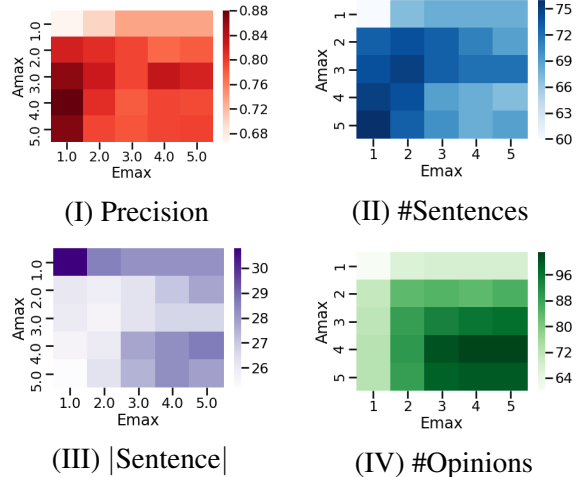 0.88
0.84
0.80
0.76
0.72
0.68
Amax
1.0
2.0
3.0
4.0
5.0
1.0 2.0 3.0 4.0 5.0
Emax
(I) Precision
75
72
69
66
63
60
Amax
1
2
3
4
5
1 2 3 4 5
Emax
(II) #Sentences
30
29
28
27
26
Amax
1.0
2.0
3.0
4.0
5.0
1.0 2.0 3.0 4.0 5.0
Emax
(III) |Sentence|
96
88
80
72
64
Amax
1
2
3
4
5
1 2 3 4 5
Emax
(IV) #Opinions